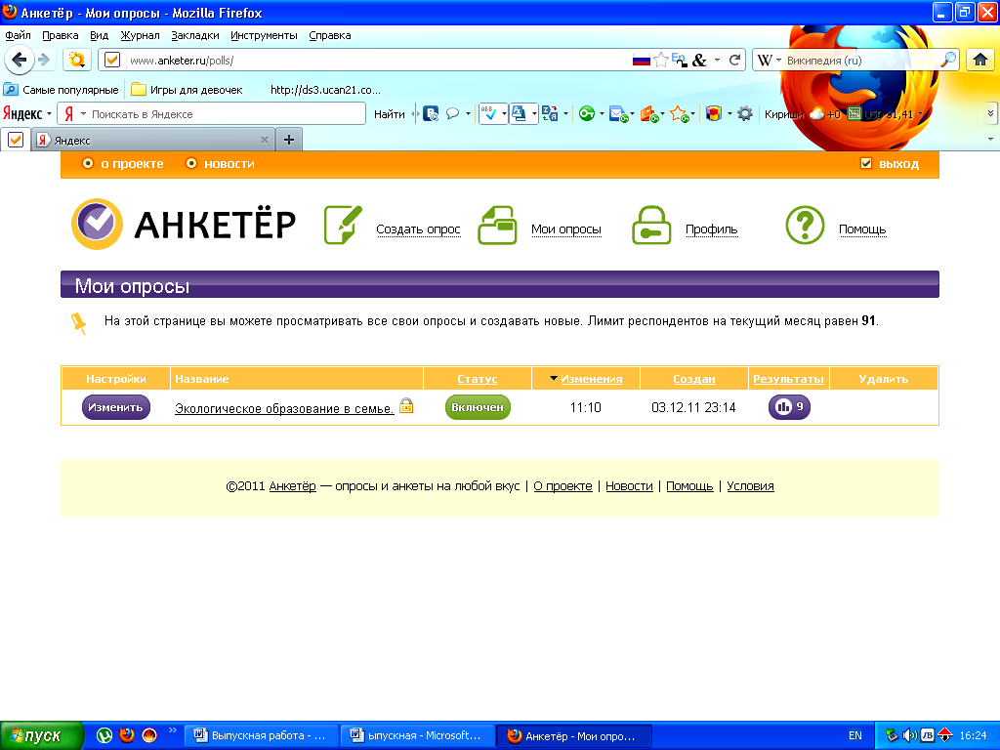 Анкетёр - Мои опросы - Mozilla Firefox
Файл Правка Вид Журнал Закладки Инструменты Справка
www.anketer.ru/polls/ W Википедия (ru)
Самые популярные Игры для девочек http://ds3.ucan21.co...
Яндекс Я Поискать в Яндексе Найти Кириши +0
Я Яндекс +
о проекте новости выход
АНКЕТЁР Создать опрос Мои опросы Профиль Помощь
Мои опросы
На этой странице вы можете просматривать все свои опросы и создавать новые. Лимит респондентов на текущий месяц равен 91.
Настройки Название Статус Изменения Создан Результаты Удалить
Изменить Экологическое образование в семье. Включен 11:10 03.12.11 23:14 9
©2011 Анкетёр — опросы и анкеты на любой вкус | О проекте | Новости | Помощь | Условия
пуск Выпускная работа - ... ыпускная - Microsoft... Анкетёр - Мои опро... EN 16:24